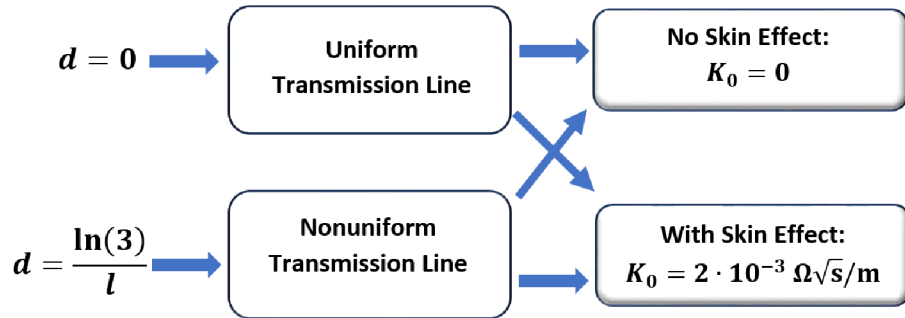 d = 0
Uniform
Transmission Line
No Skin Effect:
K₀ = 0
d = ln(3)/l
Nonuniform
Transmission Line
With Skin Effect:
K₀ = 2 · 10⁻³ Ω√s/m